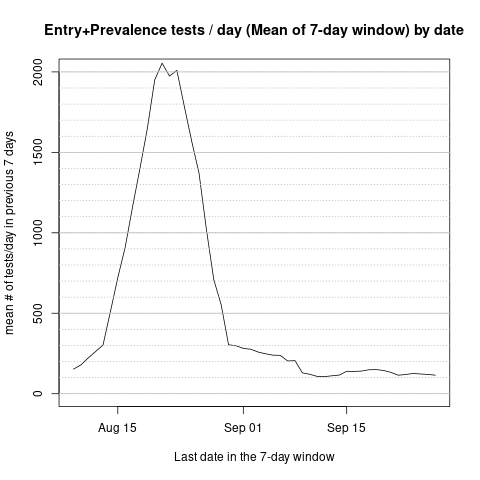 Entry+Prevalence tests / day (Mean of 7-day window) by date
mean # of tests/day in previous 7 days
2000
1500
1000
500
0
Aug 15
Sep 01
Sep 15
Last date in the 7-day window